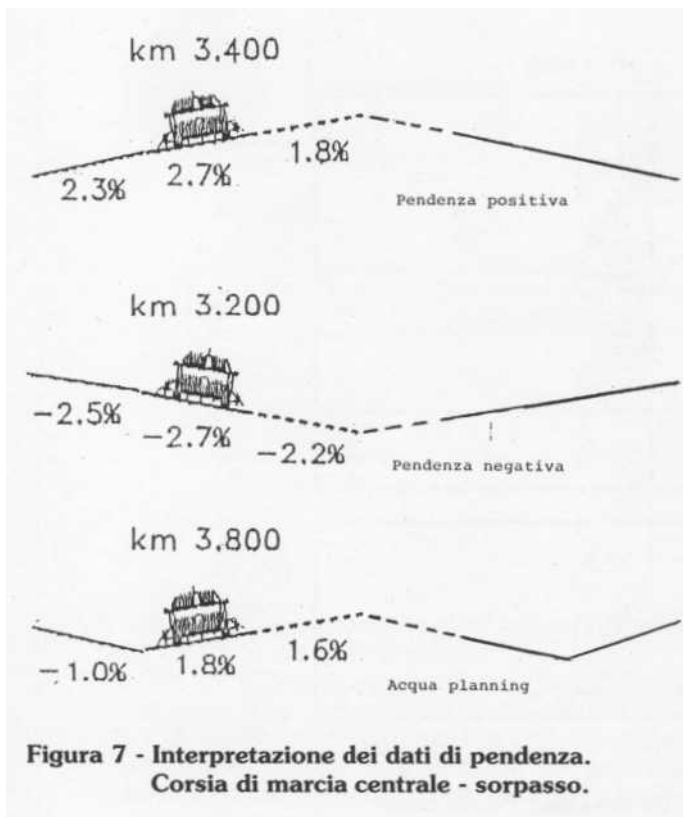 km 3.400
2.3%
2.7%
1.8%
Pendenza positiva
km 3.200
-2.5%
-2.7%
-2.2%
Pendenza negativa
km 3.800
-1.0%
1.8%
1.6%
Acqua planning
Figura 7 - Interpretazione dei dati di pendenza.
Corsia di marcia centrale - sorpasso.